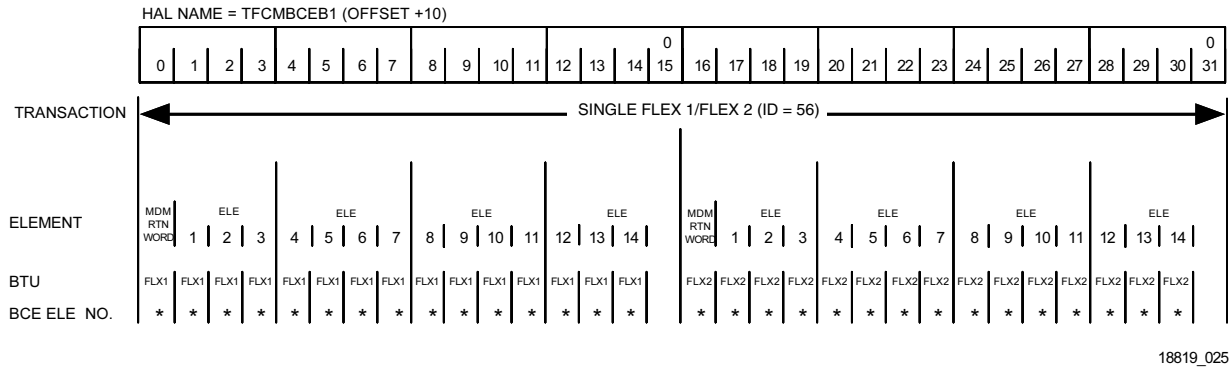 HAL NAME = TFCMBCEB1 (OFFSET +10)
0 0
0 1 2 3 4 5 6 7 8 9 10 11 12 13 14 15 16 17 18 19 20 21 22 23 24 25 26 27 28 29 30 31
TRANSACTION SINGLE FLEX 1/FLEX 2 (ID = 56)
MDM ELE ELE ELE ELE MDM ELE ELE ELE ELE
ELEMENT RTN RTN
WORD 1 2 3 4 5 6 7 8 9 10 11 12 13 14 WORD 1 2 3 4 5 6 7 8 9 10 11 12 13 14
BTU FLX1 FLX1 FLX1 FLX1 FLX1 FLX1 FLX1 FLX1 FLX1 FLX1 FLX1 FLX1 FLX1 FLX1 FLX1 FLX2 FLX2 FLX2 FLX2 FLX2 FLX2 FLX2 FLX2 FLX2 FLX2 FLX2 FLX2 FLX2 FLX2 FLX2
BCE ELE NO. * * * * * * * * * * * * * * * * * * * * * * * * * * * * * *
18819_025